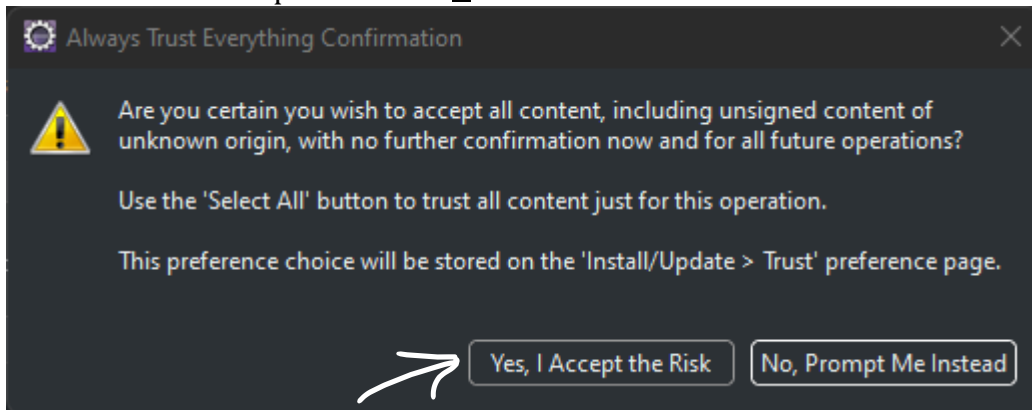 Always Trust Everything Confirmation
Are you certain you wish to accept all content, including unsigned content of
unknown origin, with no further confirmation now and for all future operations?
Use the 'Select All' button to trust all content just for this operation.
This preference choice will be stored on the 'Install/Update > Trust' preference page.
Yes, I Accept the Risk
No, Prompt Me Instead